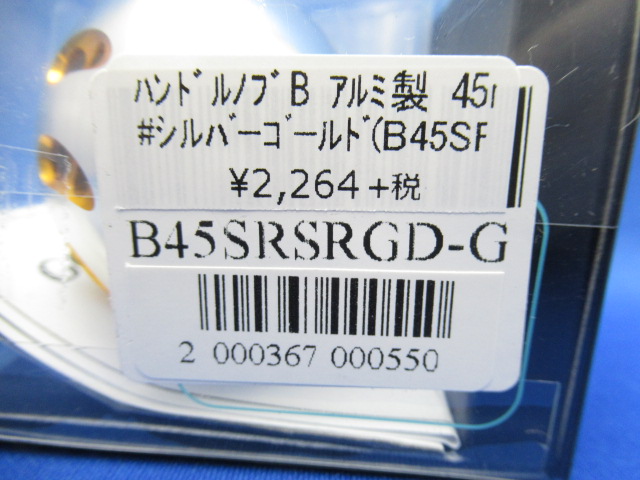 ﾊﾝﾄﾞﾙﾉﾌﾞB ｱﾙﾐ製 45
#ｼﾙﾊﾞｰｺﾞｰﾙﾄﾞ(B45SF
¥2,264+税
B45SRSRGD-G
2 000367 000550